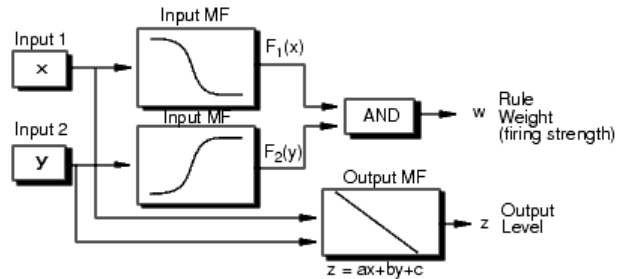 Input MF
Input 1
F1(x)
x
Input MF
AND
w
Rule
Weight
(firing strength)
Input 2
y
F2(y)
Output MF
z
Output
Level
z = ax+by+c